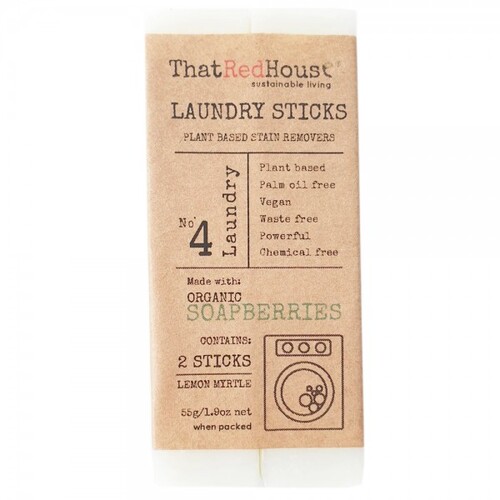 ThatRedHouse
sustainable living
LAUNDRY STICKS
PLANT BASED STAIN REMOVERS
No 4
Laundry
Plant based
Palm oil free
Vegan
Waste free
Powerful
Chemical free
Made with:
ORGANIC
SOAPBERRIES
CONTAINS:
2 STICKS
LEMON MYRTLE
55g/1.9oz net
when packed